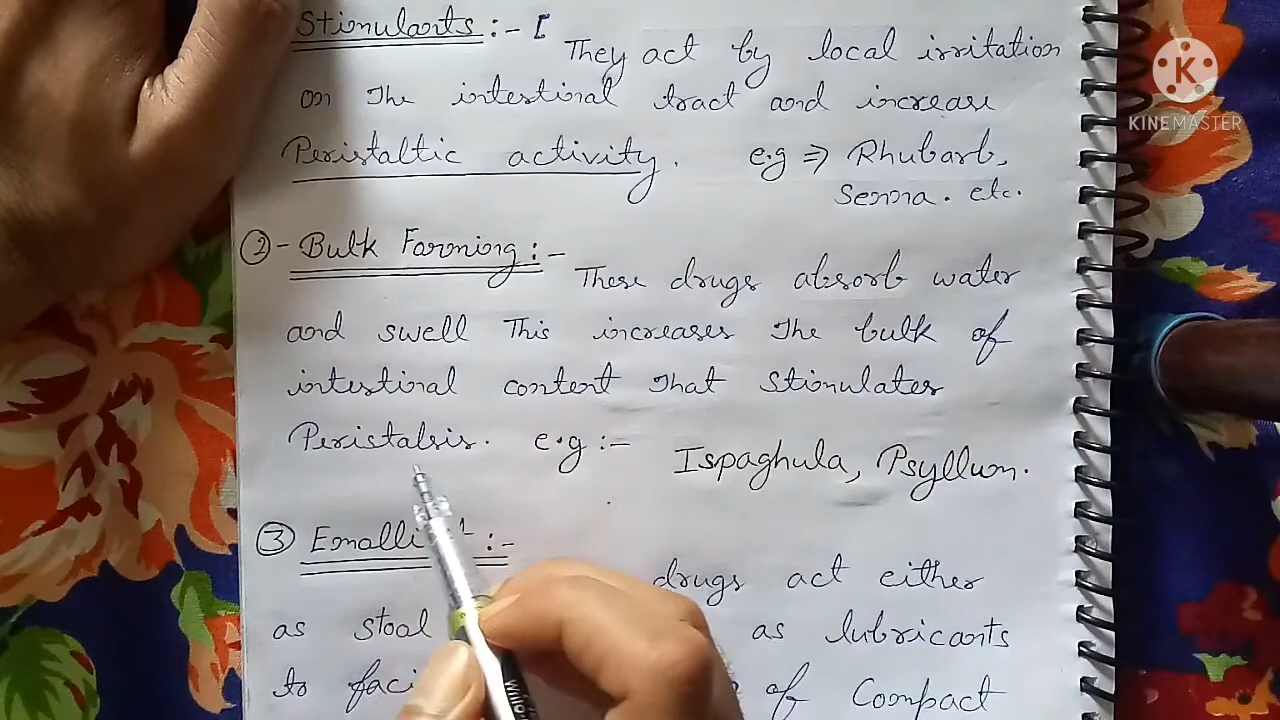 Stimulants :- [ They act by local irritation
on The intestinal tract and increase
Peristaltic activity. e.g ⇒ Rhubarb,
Senna. etc.
② - Bulk Forming :- These drugs absorb water
and swell This increases The bulk of
intestinal content That Stimulates
Peristalsis. e.g :- Ispaghula, Psyllum.
③ :- drugs act either
as stool as lubricants
to of Compact
KINEMASTER